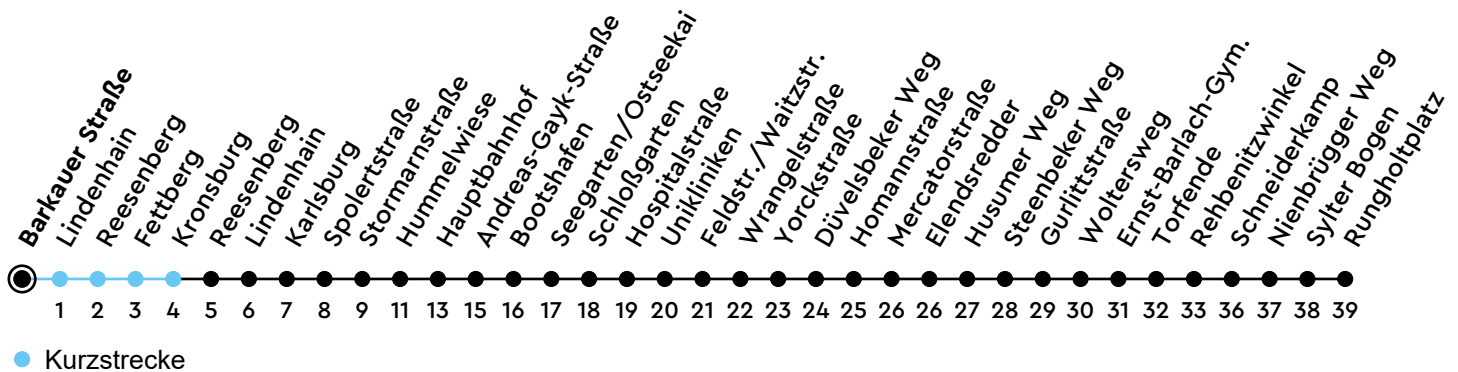 Barkauer Straße
Lindenhain
Reesenberg
Fettberg
Kronsburg
Reesenberg
Lindenhain
Karlsburg
Spolertstraße
Stormarnstraße
Hummelwiese
Hauptbahnhof
Andreas-Gayk-Straße
Bootshafen
Seegarten/Ostseekai
Schloßgarten
Hospitalstraße
Unikliniken
Feldstr./Waitzstr.
Wrangelstraße
Yorckstraße
Düvelsbeker Weg
Homannstraße
Mercatorstraße
Elendsredder
Husumer Weg
Steenbeker Weg
Gurlittstraße
Woltersweg
Ernst-Barlach-Gym.
Torfende
Rehbenitzwinkel
Schneiderkamp
Nienbrügger Weg
Sylter Bogen
Rungholtplatz
1 2 3 4 5 6 7 8 9 11 13 15 16 17 18 19 20 21 22 23 24 25 26 26 27 28 29 30 31 32 33 36 37 38 39
Kurzstrecke